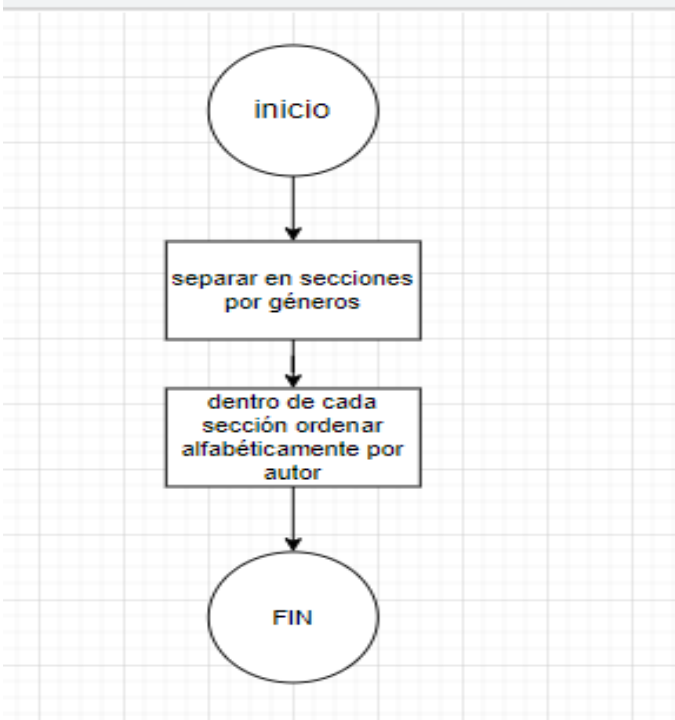 inicio
separar en secciones
por géneros
dentro de cada
sección ordenar
alfabéticamente por
autor
FIN